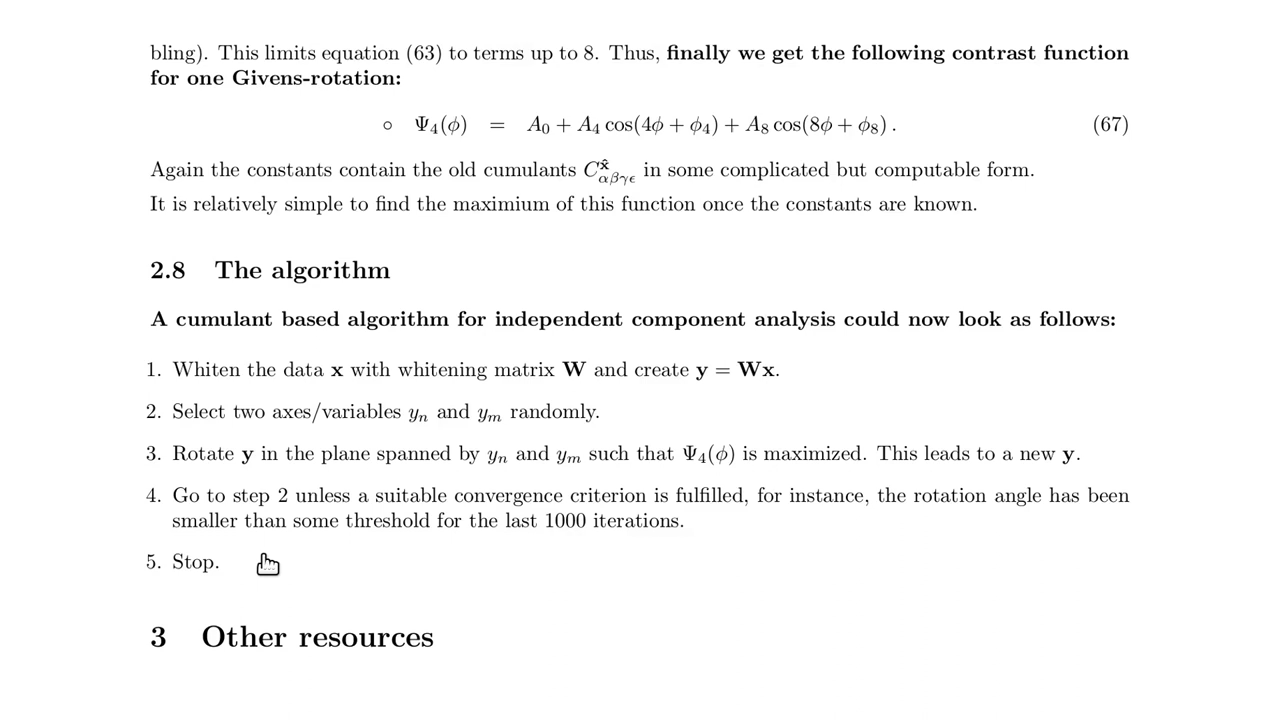 bling). This limits equation (63) to terms up to 8. Thus, finally we get the following contrast function
for one Givens-rotation:
◦ Ψ₄(ϕ) = A₀ + A₄ cos(4ϕ + ϕ₄) + A₈ cos(8ϕ + ϕ₈) . (67)
Again the constants contain the old cumulants C^x̂_αβγϵ in some complicated but computable form.
It is relatively simple to find the maximium of this function once the constants are known.
2.8 The algorithm
A cumulant based algorithm for independent component analysis could now look as follows:
1. Whiten the data x with whitening matrix W and create y = Wx.
2. Select two axes/variables yₙ and yₘ randomly.
3. Rotate y in the plane spanned by yₙ and yₘ such that Ψ₄(ϕ) is maximized. This leads to a new y.
4. Go to step 2 unless a suitable convergence criterion is fulfilled, for instance, the rotation angle has been
smaller than some threshold for the last 1000 iterations.
5. Stop.
3 Other resources